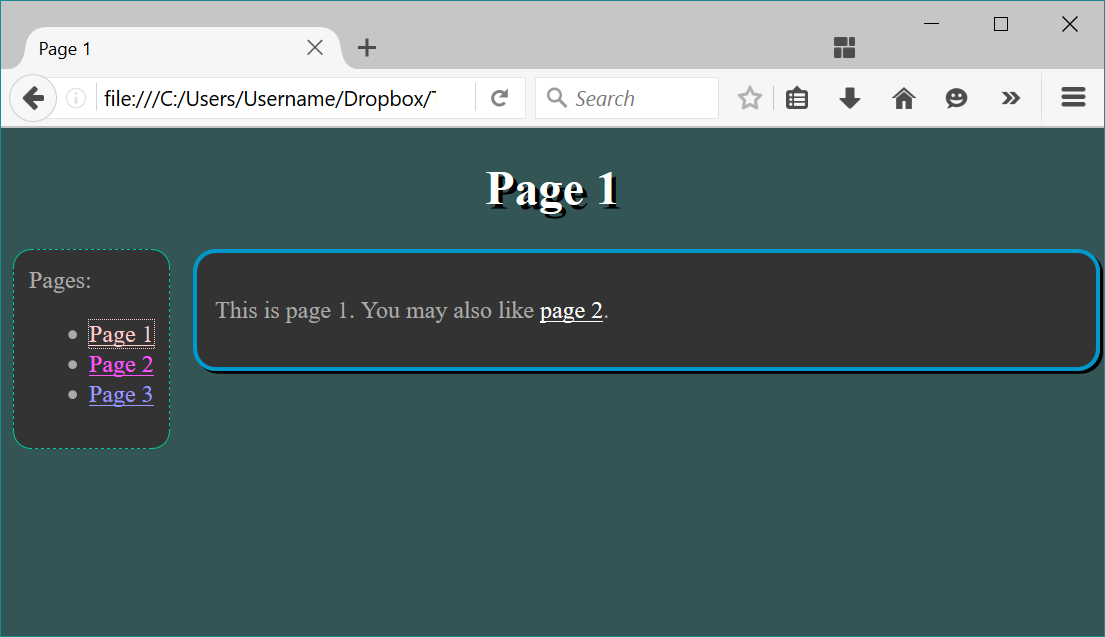 Page 1
file:///C:/Users/Username/Dropbox/
Search
Page 1
Pages:
Page 1
Page 2
Page 3
This is page 1. You may also like page 2.